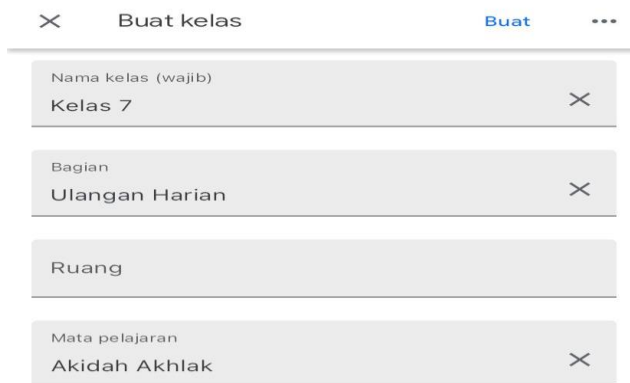 Buat kelas Buat
Nama kelas (wajib)
Kelas 7
Bagian
Ulangan Harian
Ruang
Mata pelajaran
Akidah Akhlak